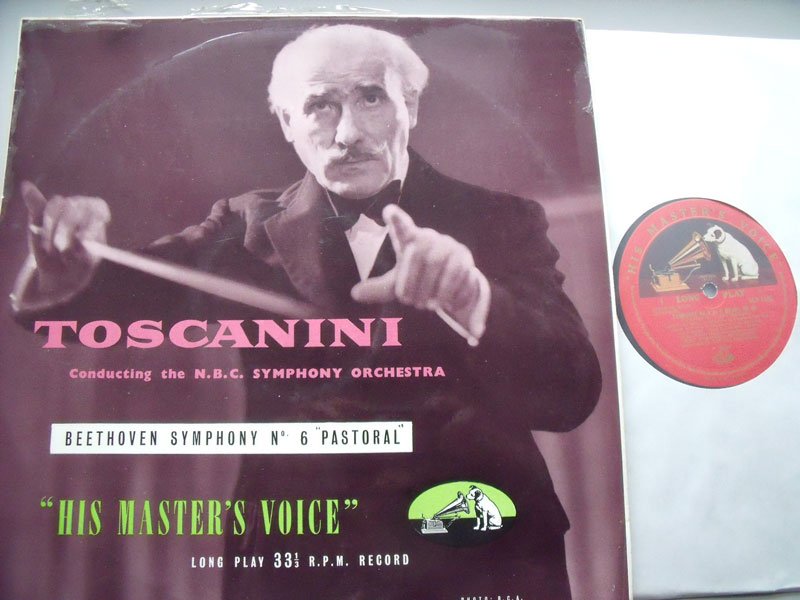 TOSCANINI
Conducting the N.B.C. SYMPHONY ORCHESTRA
BEETHOVEN SYMPHONY No. 6 "PASTORAL"
"HIS MASTER'S VOICE"
LONG PLAY 33⅓ R.P.M. RECORD
PHOTO: R.C.A.
"HIS MASTER'S VOICE"
LONG PLAY